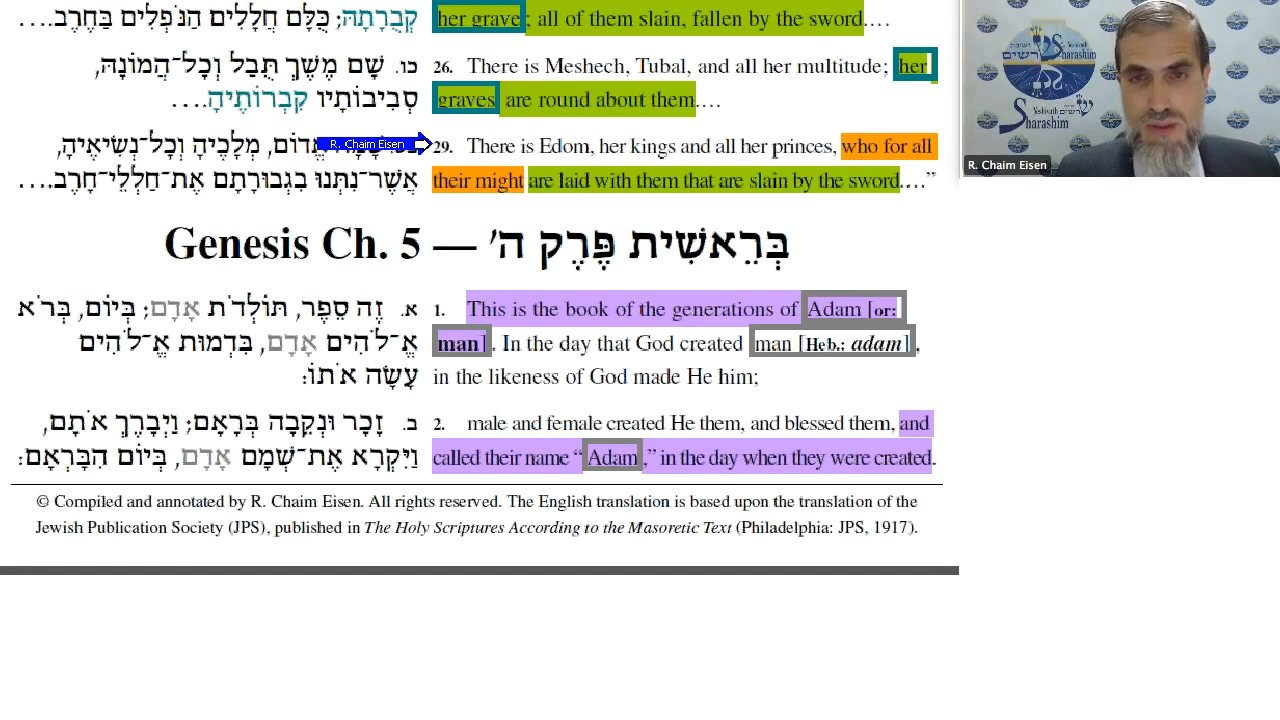 קְבֻרָתָהּ; כֻּלָּם חֲלָלִים הַנֹּפְלִים בַּחֶרֶב....
her grave; all of them slain, fallen by the sword....
כו. שָׁם מֶשֶׁךְ תֻּבַל וְכָל־הֲמוֹנָהּ,
סְבִיבוֹתָיו קִבְרוֹתֶיהָ....
26. There is Meshech, Tubal, and all her multitude; her
graves are round about them....
אֱדוֹם, מְלָכֶיהָ וְכָל־נְשִׂיאֶיהָ,
אֲשֶׁר־נִתְּנוּ בִגְבוּרָתָם אֶת־חַלְלֵי־חָרֶב....
R. Chaim Eisen
29. There is Edom, her kings and all her princes, who for all
their might are laid with them that are slain by the sword....”
Genesis Ch. 5 — בְּרֵאשִׁית פֶּרֶק ה'
א. זֶה סֵפֶר, תּוֹלְדֹת אָדָם; בְּיוֹם, בְּרֹא
אֱ־לֹהִים אָדָם, בִּדְמוּת אֱ־לֹהִים
עָשָׂה אֹתוֹ:
1. This is the book of the generations of Adam [or:
man]. In the day that God created man [Heb.: adam],
in the likeness of God made He him;
ב. זָכָר וּנְקֵבָה בְּרָאָם; וַיְבָרֶךְ אֹתָם,
וַיִּקְרָא אֶת־שְׁמָם אָדָם, בְּיוֹם הִבָּרְאָם:
2. male and female created He them, and blessed them, and
called their name “Adam,” in the day when they were created.
© Compiled and annotated by R. Chaim Eisen. All rights reserved. The English translation is based upon the translation of the
Jewish Publication Society (JPS), published in The Holy Scriptures According to the Masoretic Text (Philadelphia: JPS, 1917).
Yeshivath
Sharashim
R. Chaim Eisen